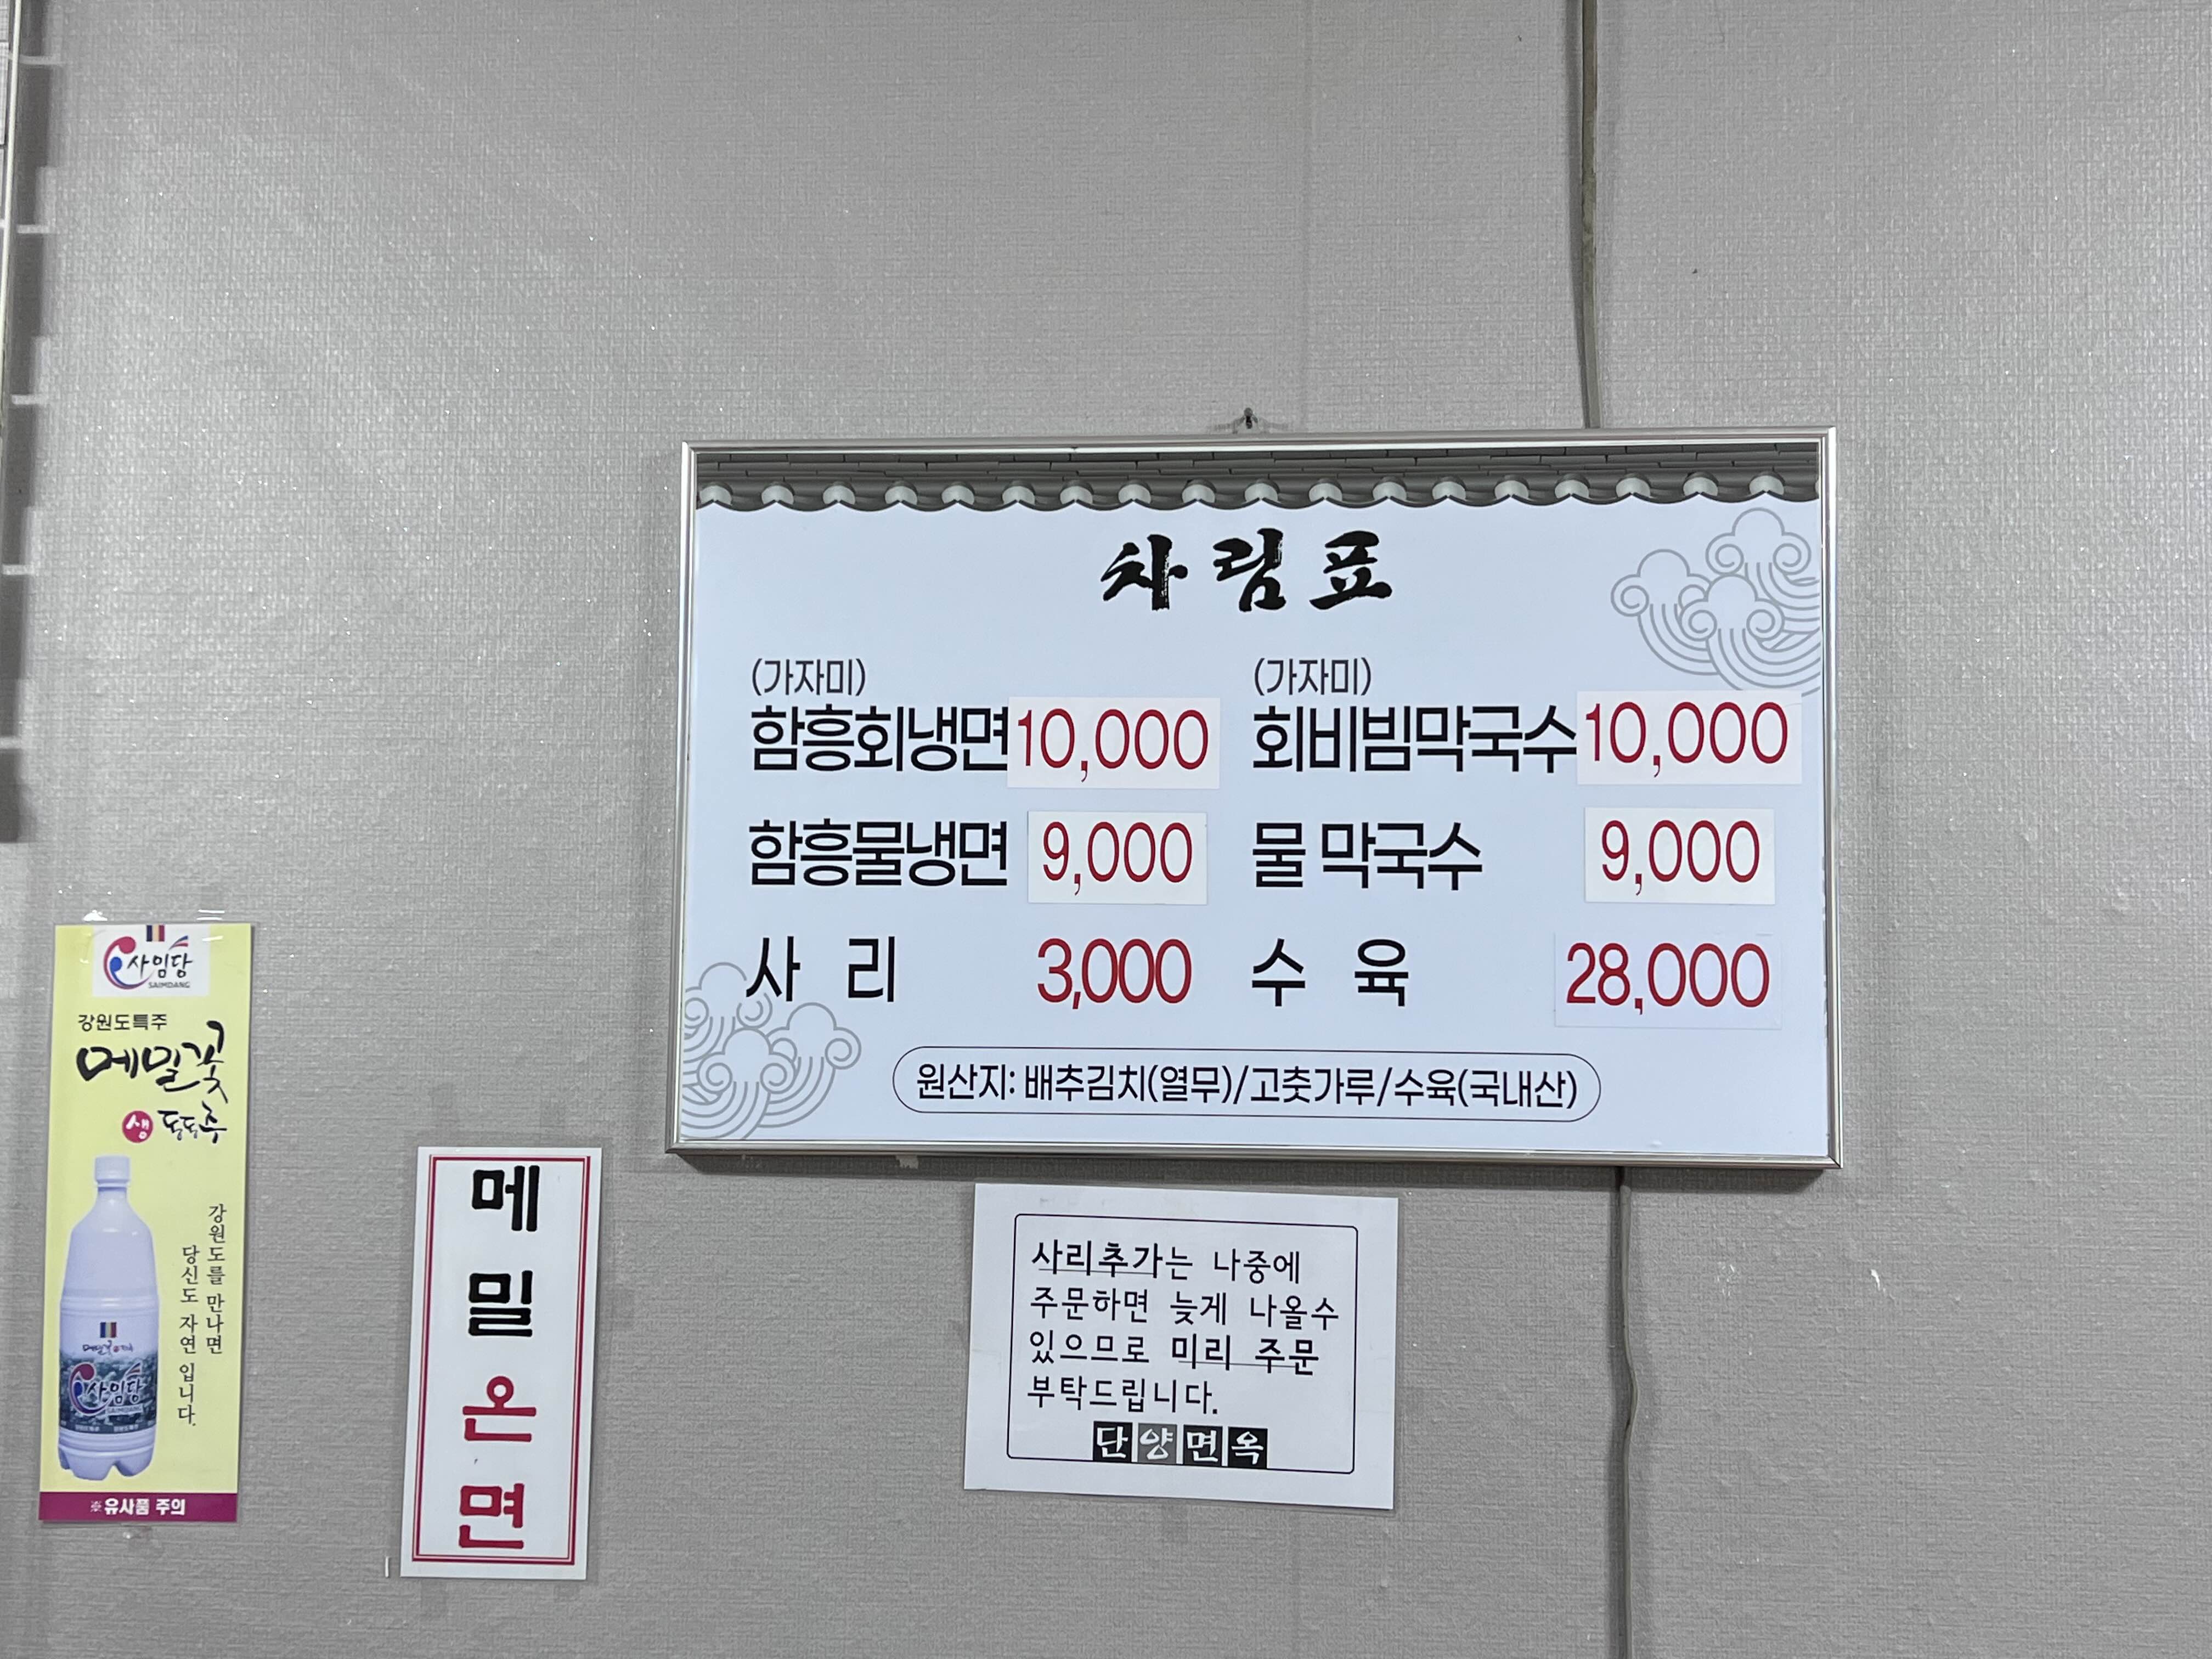 차림표
(가자미)
함흥회냉면 10,000
(가자미)
회비빔막국수 10,000
함흥물냉면 9,000
물 막국수 9,000
사 리 3,000
수 육 28,000
원산지: 배추김치(열무)/고춧가루/수육(국내산)
사임당
SAIMDANG
강원도특주
메밀꽃
생 동동주
강원도를 만나면
당신도 자연 입니다.
사임당
SAIMDANG
※유사품 주의
메
밀
온
면
사리추가는 나중에
주문하면 늦게 나올수
있으므로 미리 주문
부탁드립니다.
단양면옥